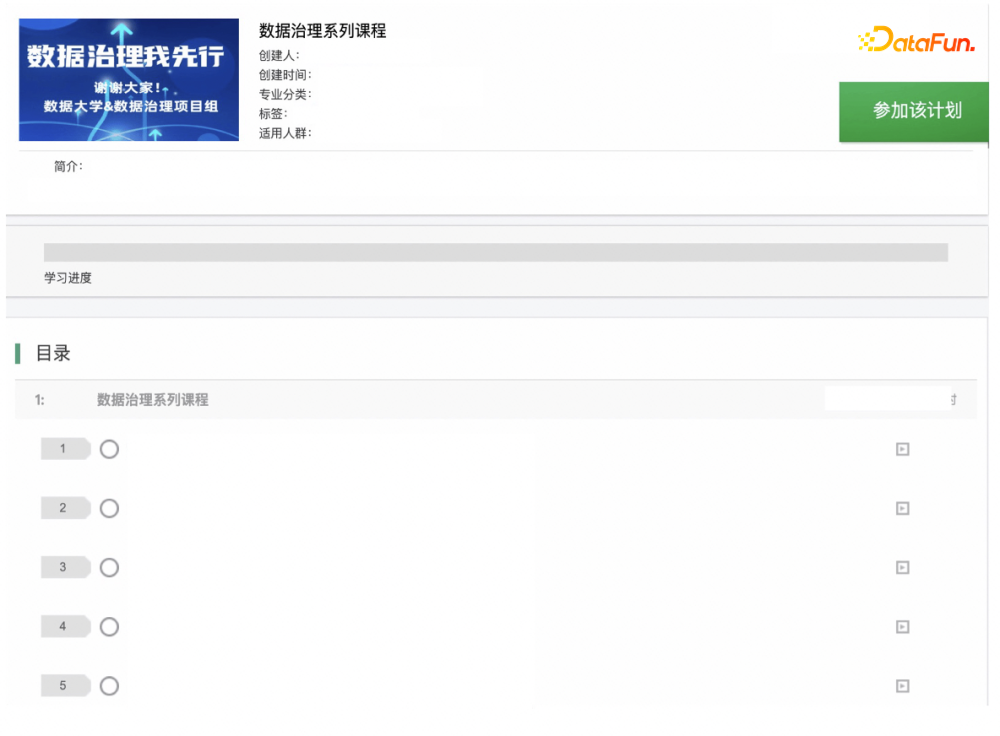 数据治理我先行
谢谢大家!
数据大学&数据治理项目组
数据治理系列课程
创建人:
创建时间:
专业分类:
标签:
适用人群:
DataFun.
参加该计划
简介:
学习进度
目录
1: 数据治理系列课程
1
2
3
4
5